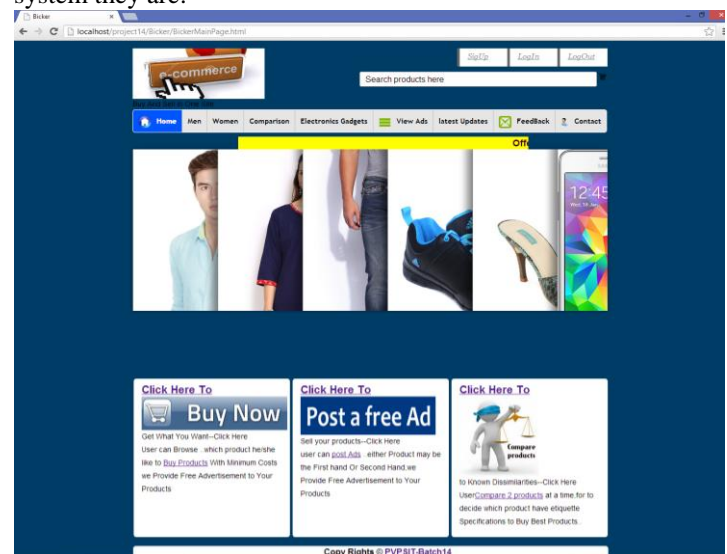 system they are.
Bicker
localhost/project14/Bicker/BickerMainPage.html
e-commerce
SigUp LogIn LogOut
Search products here
Home Men Women Comparison Electronics Gadgets View Ads latest Updates FeedBack Contact
Offe
12:45
Click Here To
Buy Now
Get What You Want--Click Here
User can Browse which product he/she
like to Buy Products With Minimum Costs
we Provide Free Advertisement to Your
Products
Click Here To
Post a free Ad
Sell your products--Click Here
user can post Ads either Product may be
the First hand Or Second Hand,we
Provide Free Advertisement to Your
Products
Click Here To
Compare
products
to Known Dissimilarities--Click Here
UserCompare 2 products at a time,for to
decide which product have etiquette
Specifications to Buy Best Products.
Copy Rights © PVPSIT-Batch14